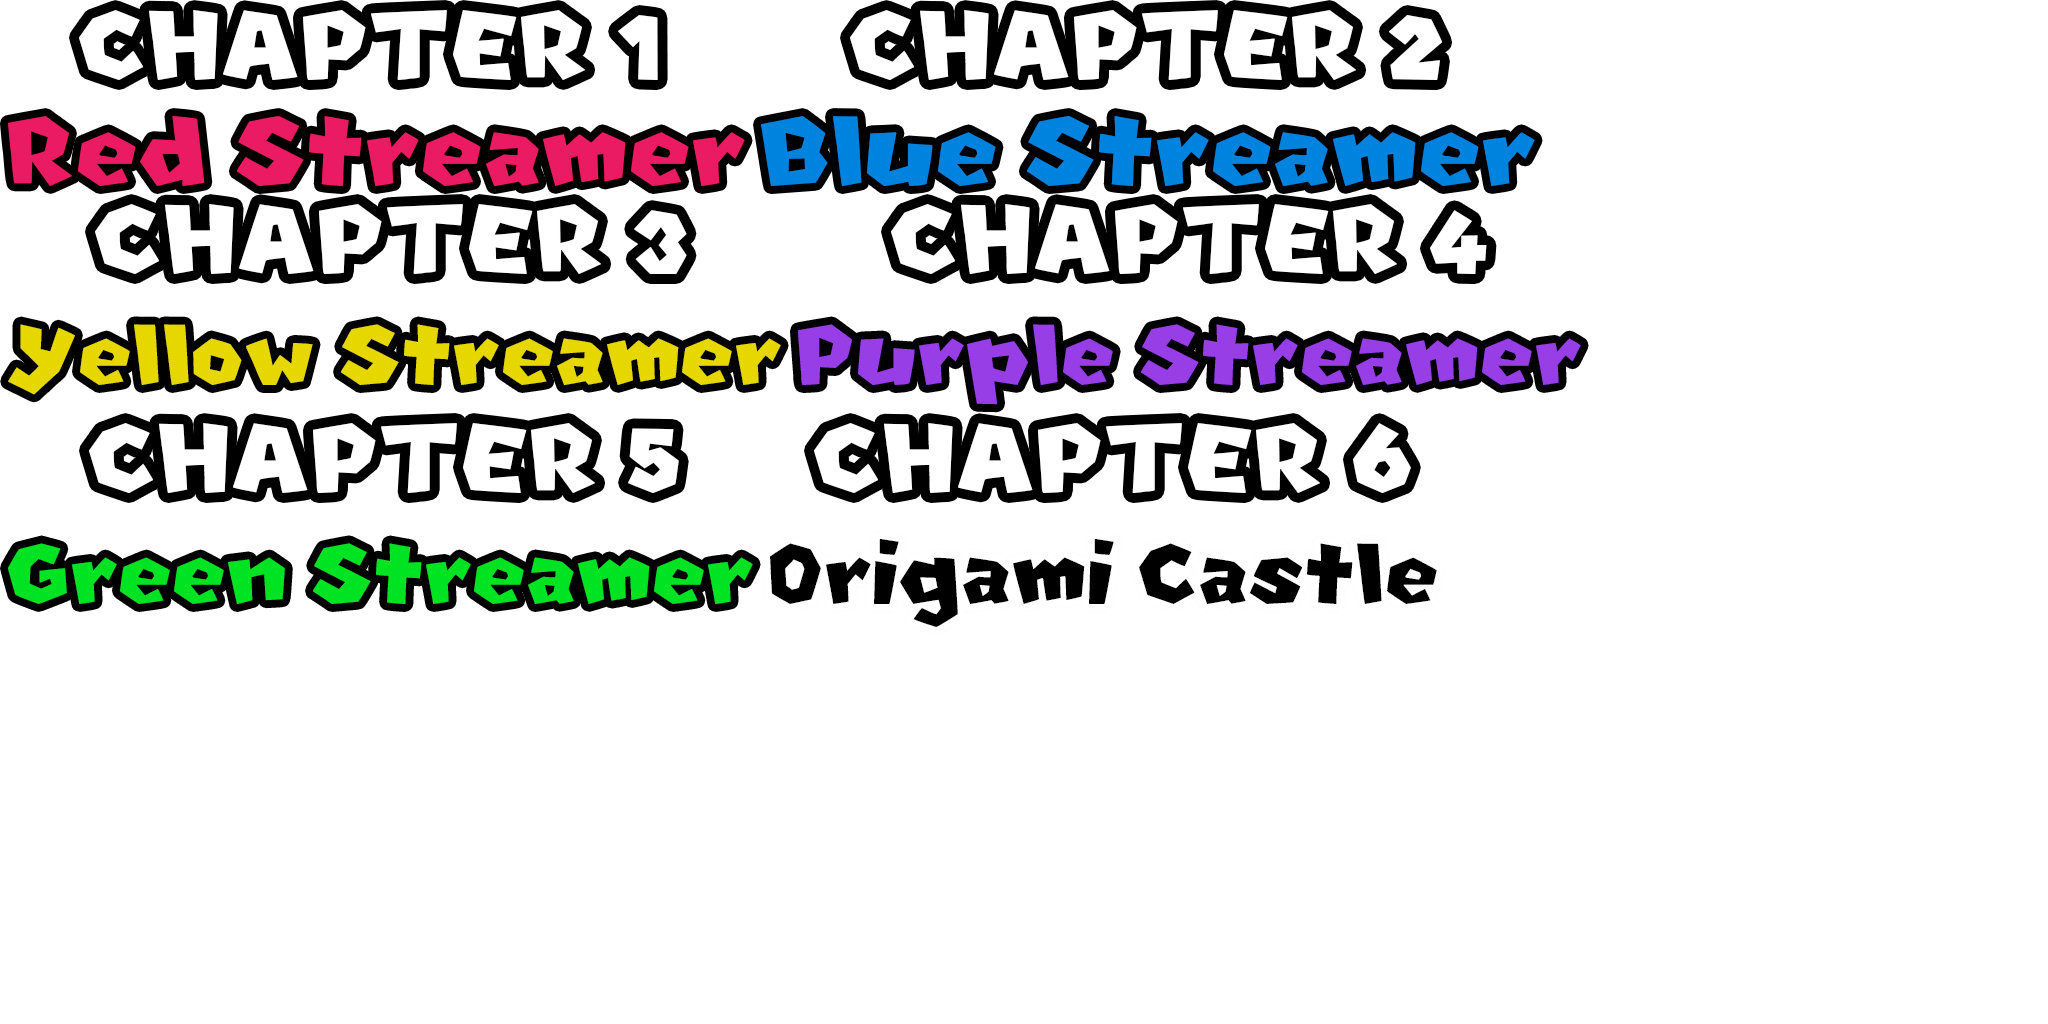 CHAPTER 1
Red Streamer
CHAPTER 2
Blue Streamer
CHAPTER 3
Yellow Streamer
CHAPTER 4
Purple Streamer
CHAPTER 5
Green Streamer
CHAPTER 6
Origami Castle